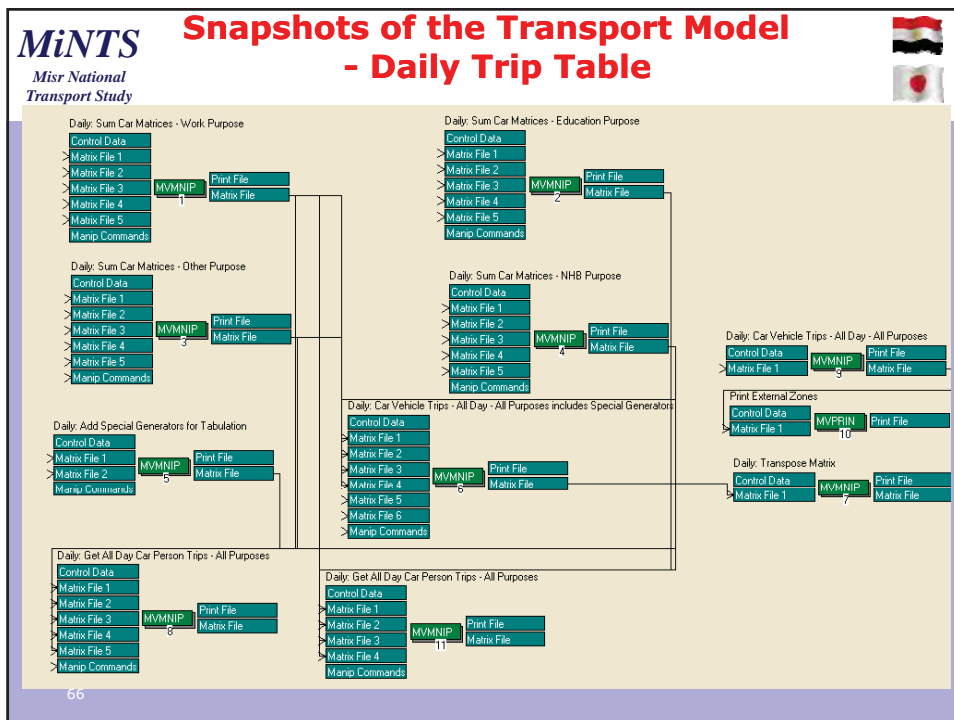 MiNTS
Misr National
Transport Study
Snapshots of the Transport Model
- Daily Trip Table
Daily: Sum Car Matrices - Work Purpose
Control Data
Matrix File 1
Matrix File 2
Matrix File 3
Matrix File 4
Matrix File 5
Manip Commands
MVMNIP
1
Print File
Matrix File
Daily: Sum Car Matrices - Education Purpose
Control Data
Matrix File 1
Matrix File 2
Matrix File 3
Matrix File 4
Matrix File 5
Manip Commands
MVMNIP
2
Print File
Matrix File
Daily: Sum Car Matrices - Other Purpose
Control Data
Matrix File 1
Matrix File 2
Matrix File 3
Matrix File 4
Matrix File 5
Manip Commands
MVMNIP
3
Print File
Matrix File
Daily: Sum Car Matrices - NHB Purpose
Control Data
Matrix File 1
Matrix File 2
Matrix File 3
Matrix File 4
Matrix File 5
Manip Commands
MVMNIP
4
Print File
Matrix File
Daily: Car Vehicle Trips - All Day - All Purposes
Control Data
Matrix File 1
MVMNIP
9
Print File
Matrix File
Print External Zones
Control Data
Matrix File 1
MVPRIN
10
Print File
Daily: Add Special Generators for Tabulation
Control Data
Matrix File 1
Matrix File 2
Manip Commands
MVMNIP
5
Print File
Matrix File
Daily: Car Vehicle Trips - All Day - All Purposes includes Special Generators
Control Data
Matrix File 1
Matrix File 2
Matrix File 3
Matrix File 4
Matrix File 5
Matrix File 6
Manip Commands
MVMNIP
6
Print File
Matrix File
Daily: Transpose Matrix
Control Data
Matrix File 1
MVMNIP
7
Print File
Matrix File
Daily: Get All Day Car Person Trips - All Purposes
Control Data
Matrix File 1
Matrix File 2
Matrix File 3
Matrix File 4
Matrix File 5
Manip Commands
MVMNIP
8
Print File
Matrix File
Daily: Get All Day Car Person Trips - All Purposes
Control Data
Matrix File 1
Matrix File 2
Matrix File 3
Matrix File 4
Manip Commands
MVMNIP
11
Print File
Matrix File
66